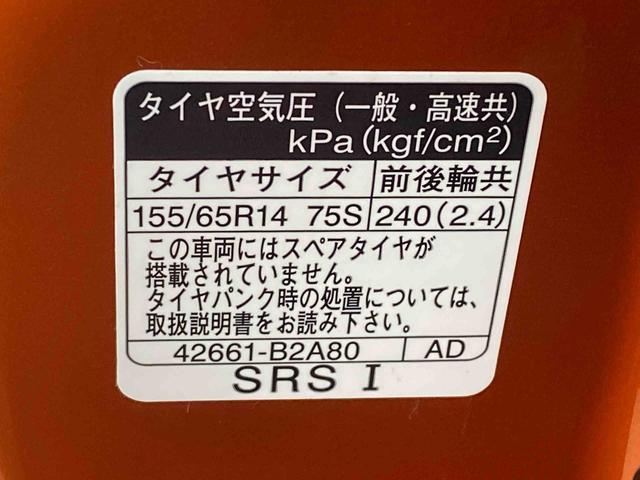 タイヤ空気圧（一般・高速共）
kPa(kgf/cm²)
タイヤサイズ 前後輪共
155/65R14 75S 240(2.4)
この車両にはスペアタイヤが
搭載されていません。
タイヤパンク時の処置については、
取扱説明書をお読み下さい。
42661-B2A80 AD
SRS I